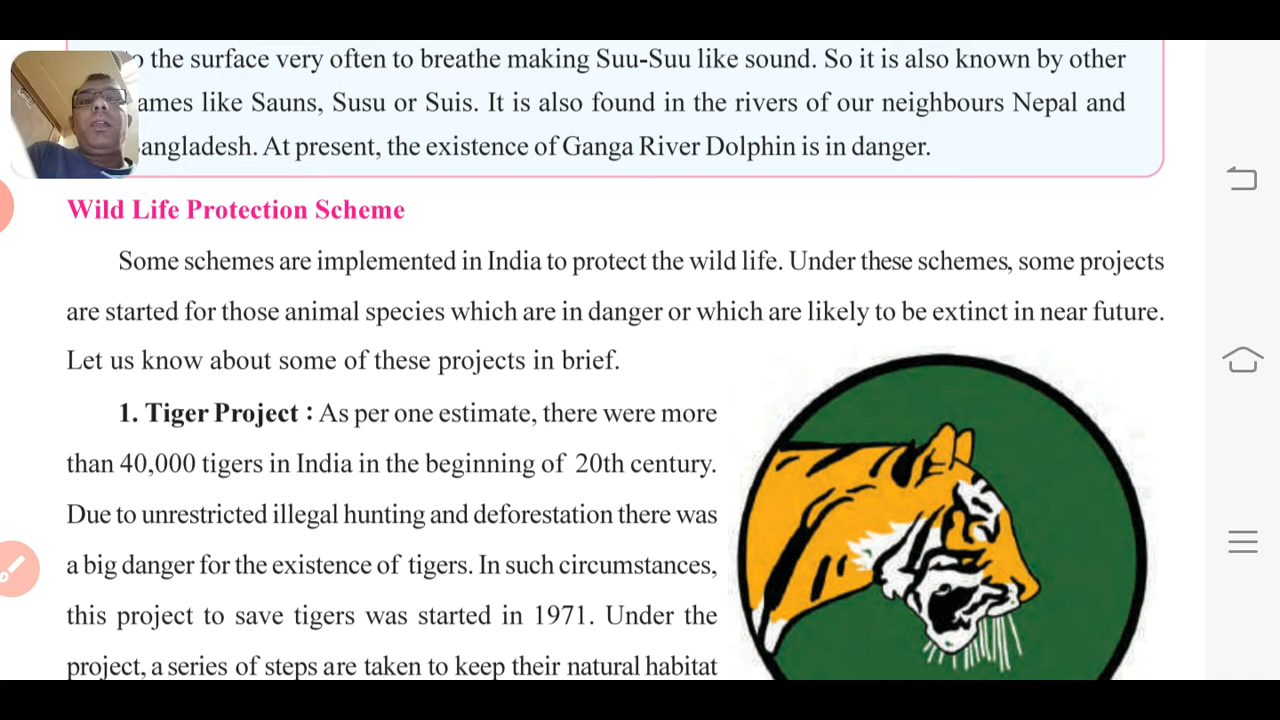 the surface very often to breathe making Suu-Suu like sound. So it is also known by other
ames like Sauns, Susu or Suis. It is also found in the rivers of our neighbours Nepal and
angladesh. At present, the existence of Ganga River Dolphin is in danger.
Wild Life Protection Scheme
Some schemes are implemented in India to protect the wild life. Under these schemes, some projects
are started for those animal species which are in danger or which are likely to be extinct in near future.
Let us know about some of these projects in brief.
1. Tiger Project : As per one estimate, there were more
than 40,000 tigers in India in the beginning of 20th century.
Due to unrestricted illegal hunting and deforestation there was
a big danger for the existence of tigers. In such circumstances,
this project to save tigers was started in 1971. Under the
project, a series of steps are taken to keep their natural habitat